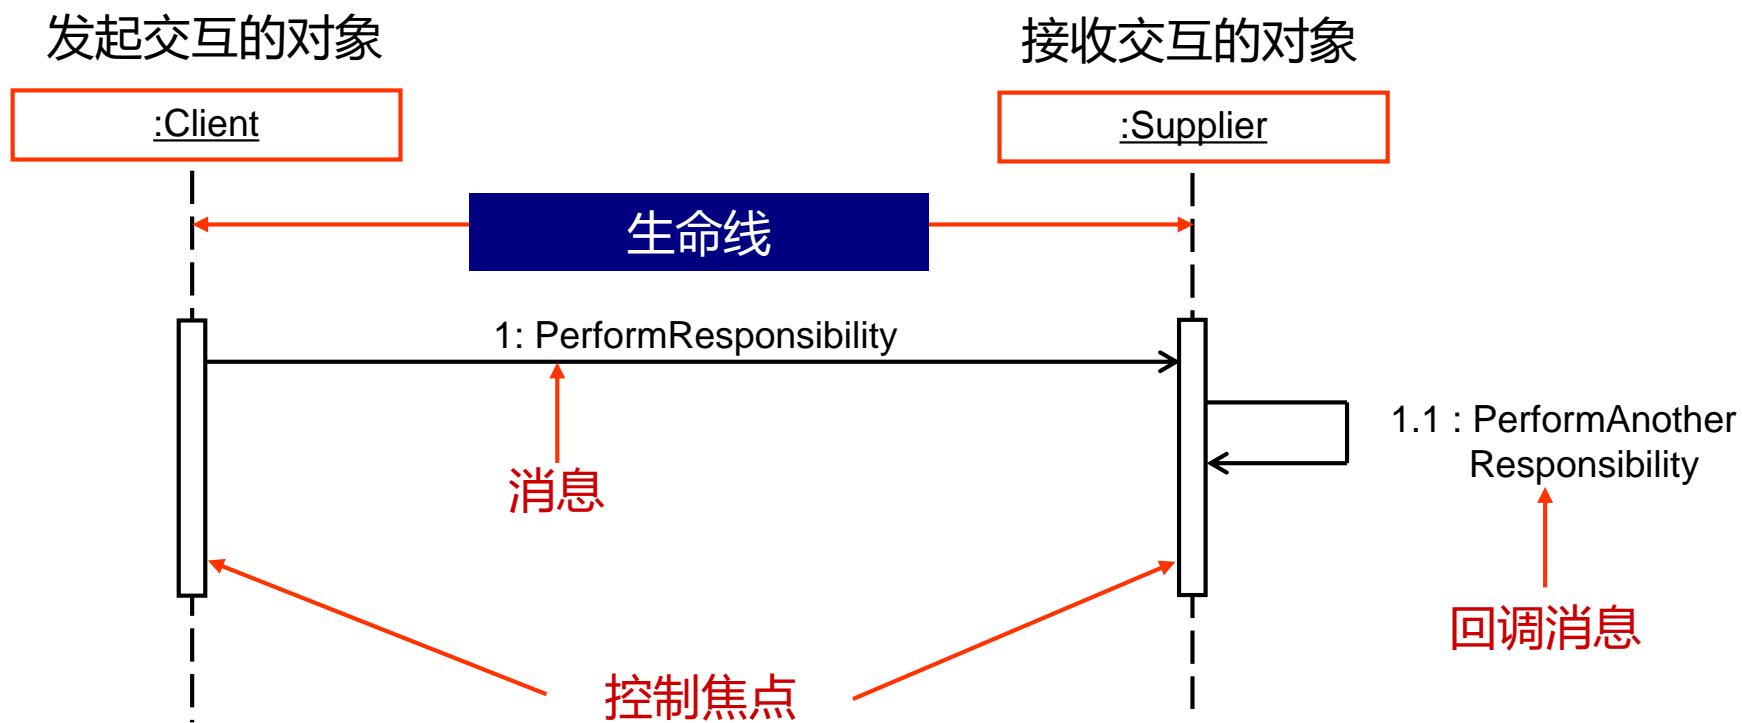 发起交互的对象
接收交互的对象
:Client
:Supplier
生命线
1: PerformResponsibility
1.1 : PerformAnother
Responsibility
消息
回调消息
控制焦点